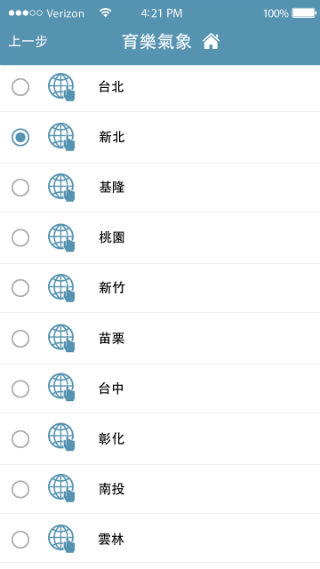 Verizon 4:21 PM 100%
上一步 育樂氣象
台北
新北
基隆
桃園
新竹
苗栗
台中
彰化
南投
雲林